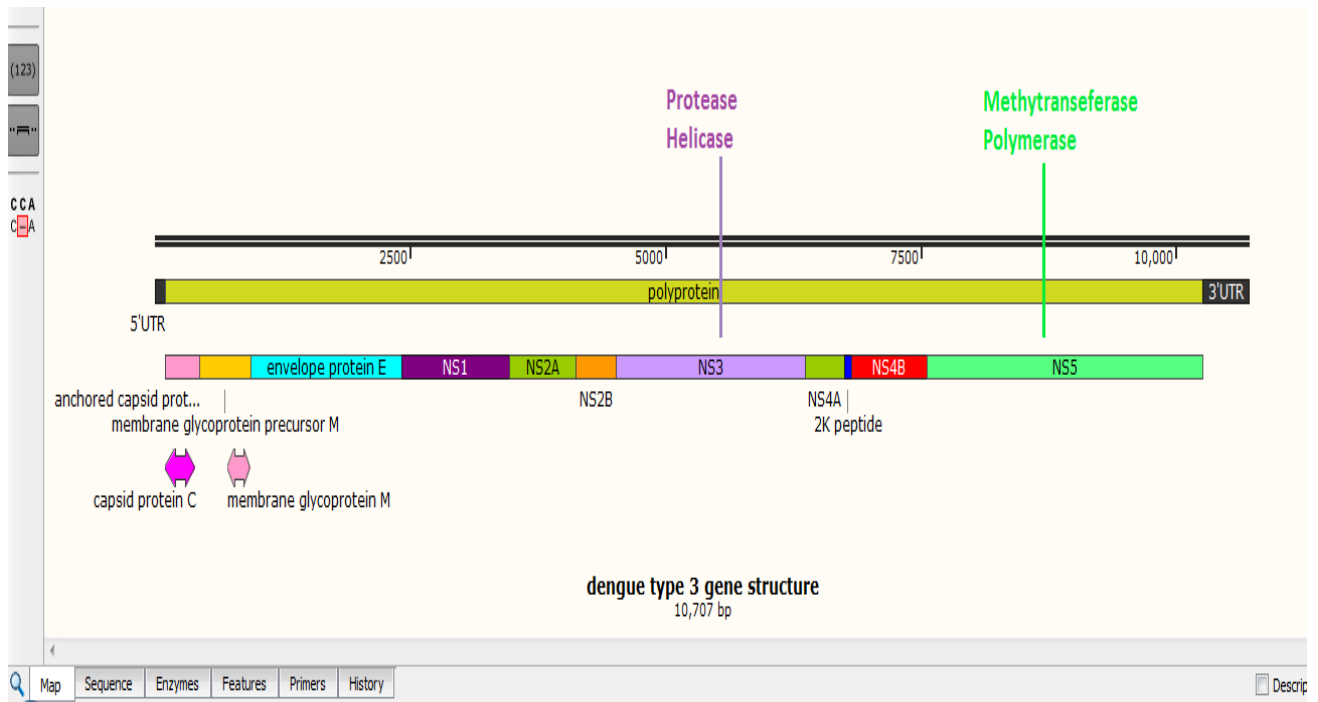 (123)
CCA
C-A
Protease
Helicase
Methytranseferase
Polymerase
2500
5000
7500
10,000
polyprotein
3'UTR
5'UTR
envelope protein E
NS1
NS2A
NS3
NS4B
NS5
anchored capsid prot...
NS2B
NS4A
membrane glycoprotein precursor M
2K peptide
capsid protein C
membrane glycoprotein M
dengue type 3 gene structure
10,707 bp
Map
Sequence
Enzymes
Features
Primers
History
Descrip